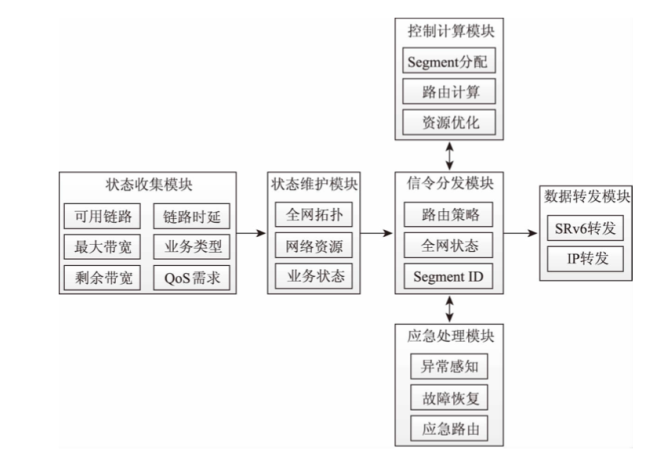 控制计算模块
Segment分配
路由计算
资源优化
状态收集模块
可用链路
链路时延
最大带宽
业务类型
剩余带宽
QoS需求
状态维护模块
全网拓扑
网络资源
业务状态
信令分发模块
路由策略
全网状态
Segment ID
数据转发模块
SRv6转发
IP转发
应急处理模块
异常感知
故障恢复
应急路由